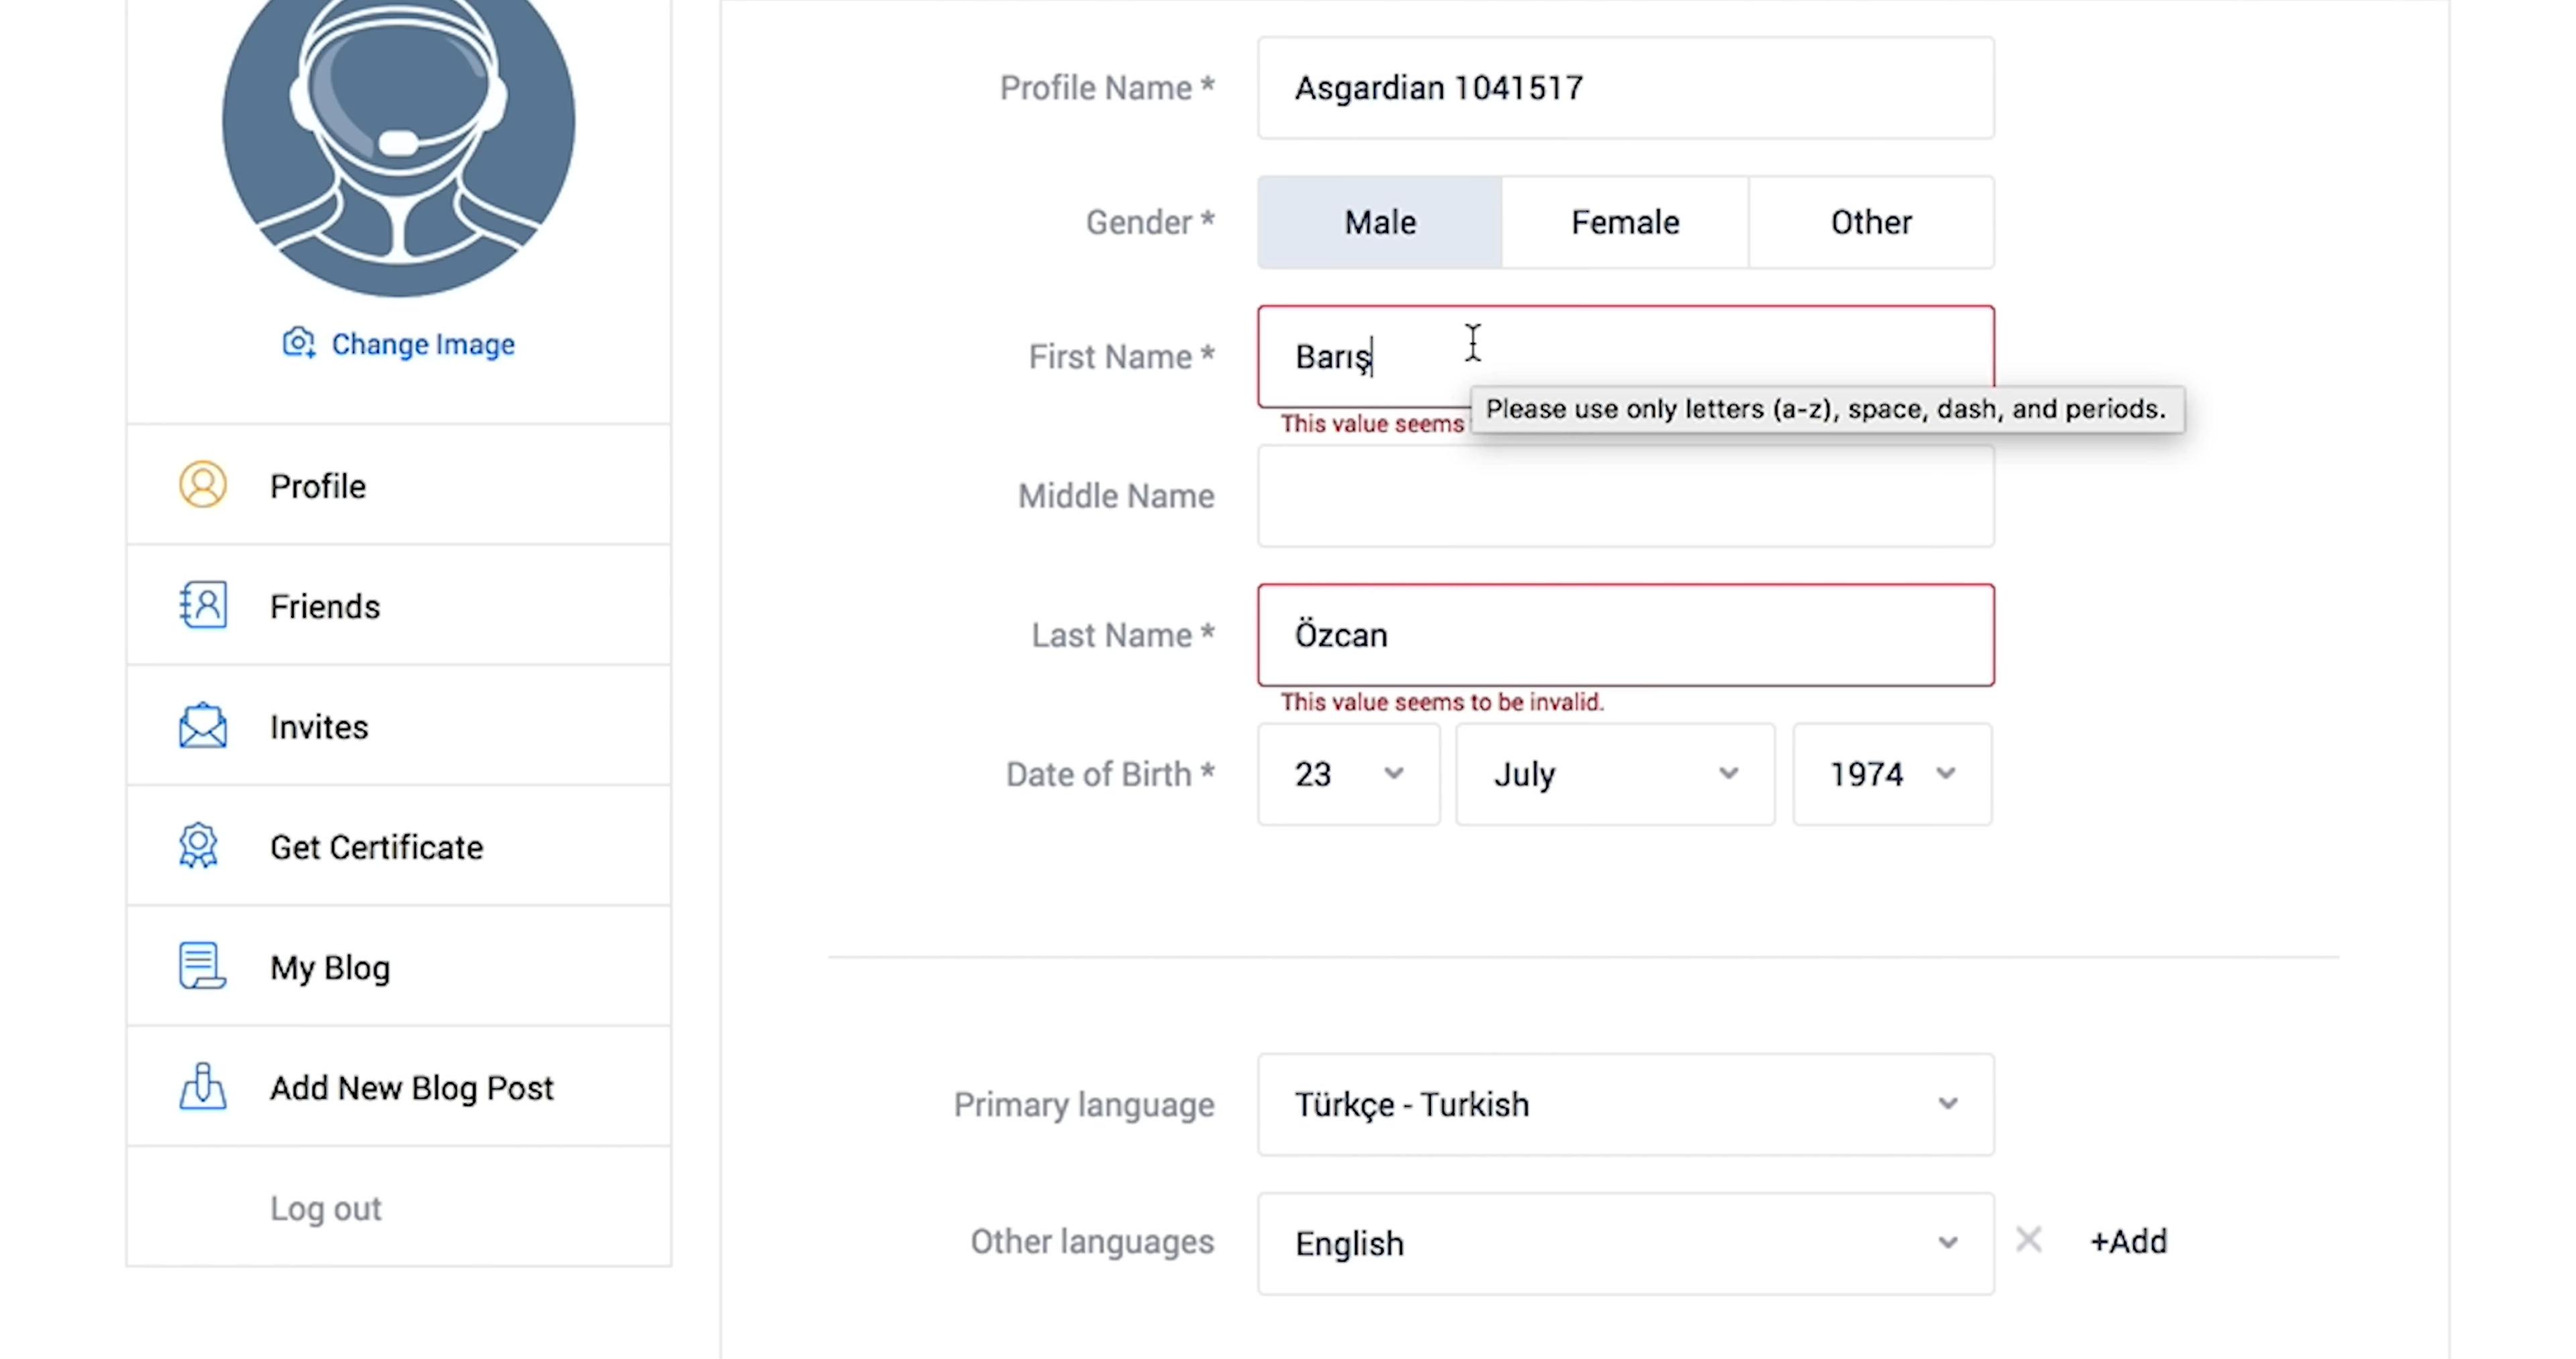 Change Image
Profile
Friends
Invites
Get Certificate
My Blog
Add New Blog Post
Log out
Profile Name * Asgardian 1041517
Gender * Male Female Other
First Name * Barış
Please use only letters (a-z), space, dash, and periods.
This value seems
Middle Name
Last Name * Özcan
This value seems to be invalid.
Date of Birth * 23 July 1974
Primary language Türkçe - Turkish
Other languages English +Add